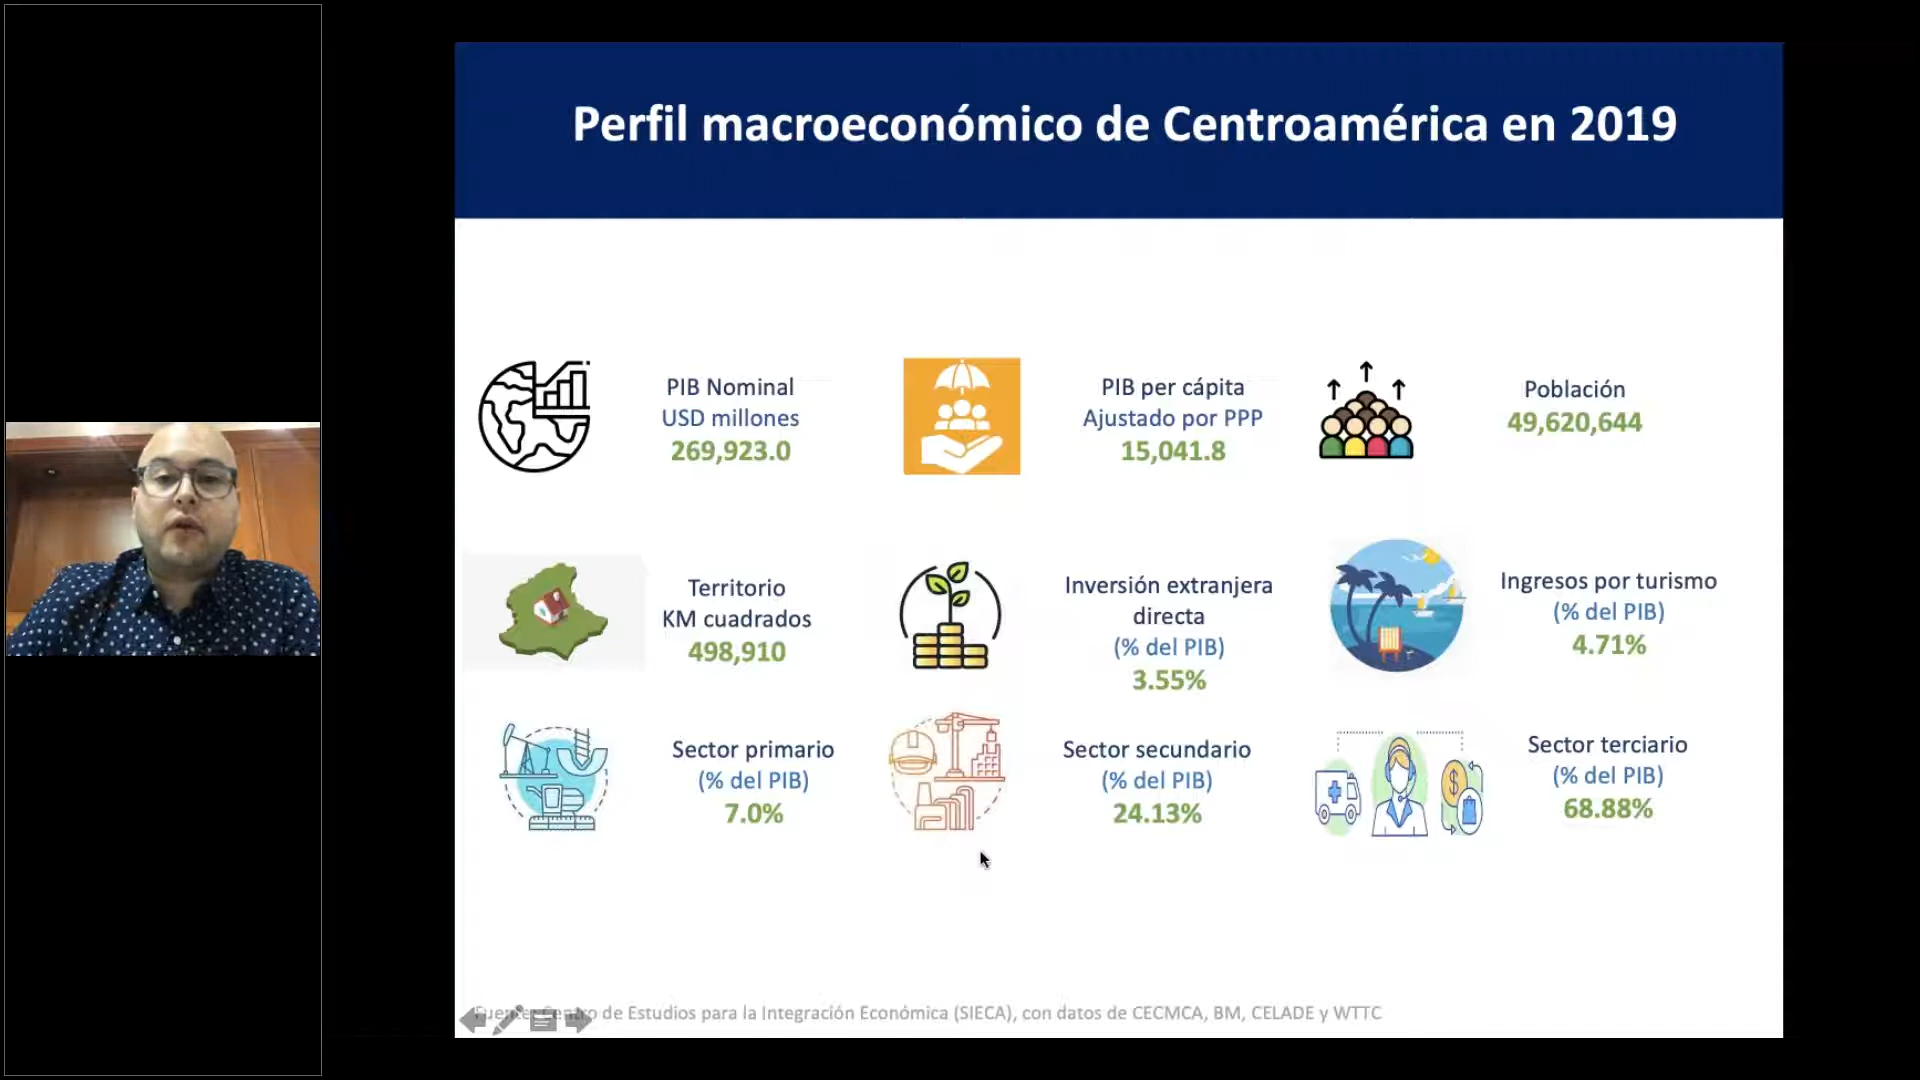 Perfil macroeconómico de Centroamérica en 2019
PIB Nominal
USD millones
269,923.0
PIB per cápita
Ajustado por PPP
15,041.8
Población
49,620,644
Territorio
KM cuadrados
498,910
Inversión extranjera
directa
(% del PIB)
3.55%
Ingresos por turismo
(% del PIB)
4.71%
Sector primario
(% del PIB)
7.0%
Sector secundario
(% del PIB)
24.13%
Sector terciario
(% del PIB)
68.88%
Fuente: Centro de Estudios para la Integración Económica (SIECA), con datos de CECMCA, BM, CELADE y WTTC